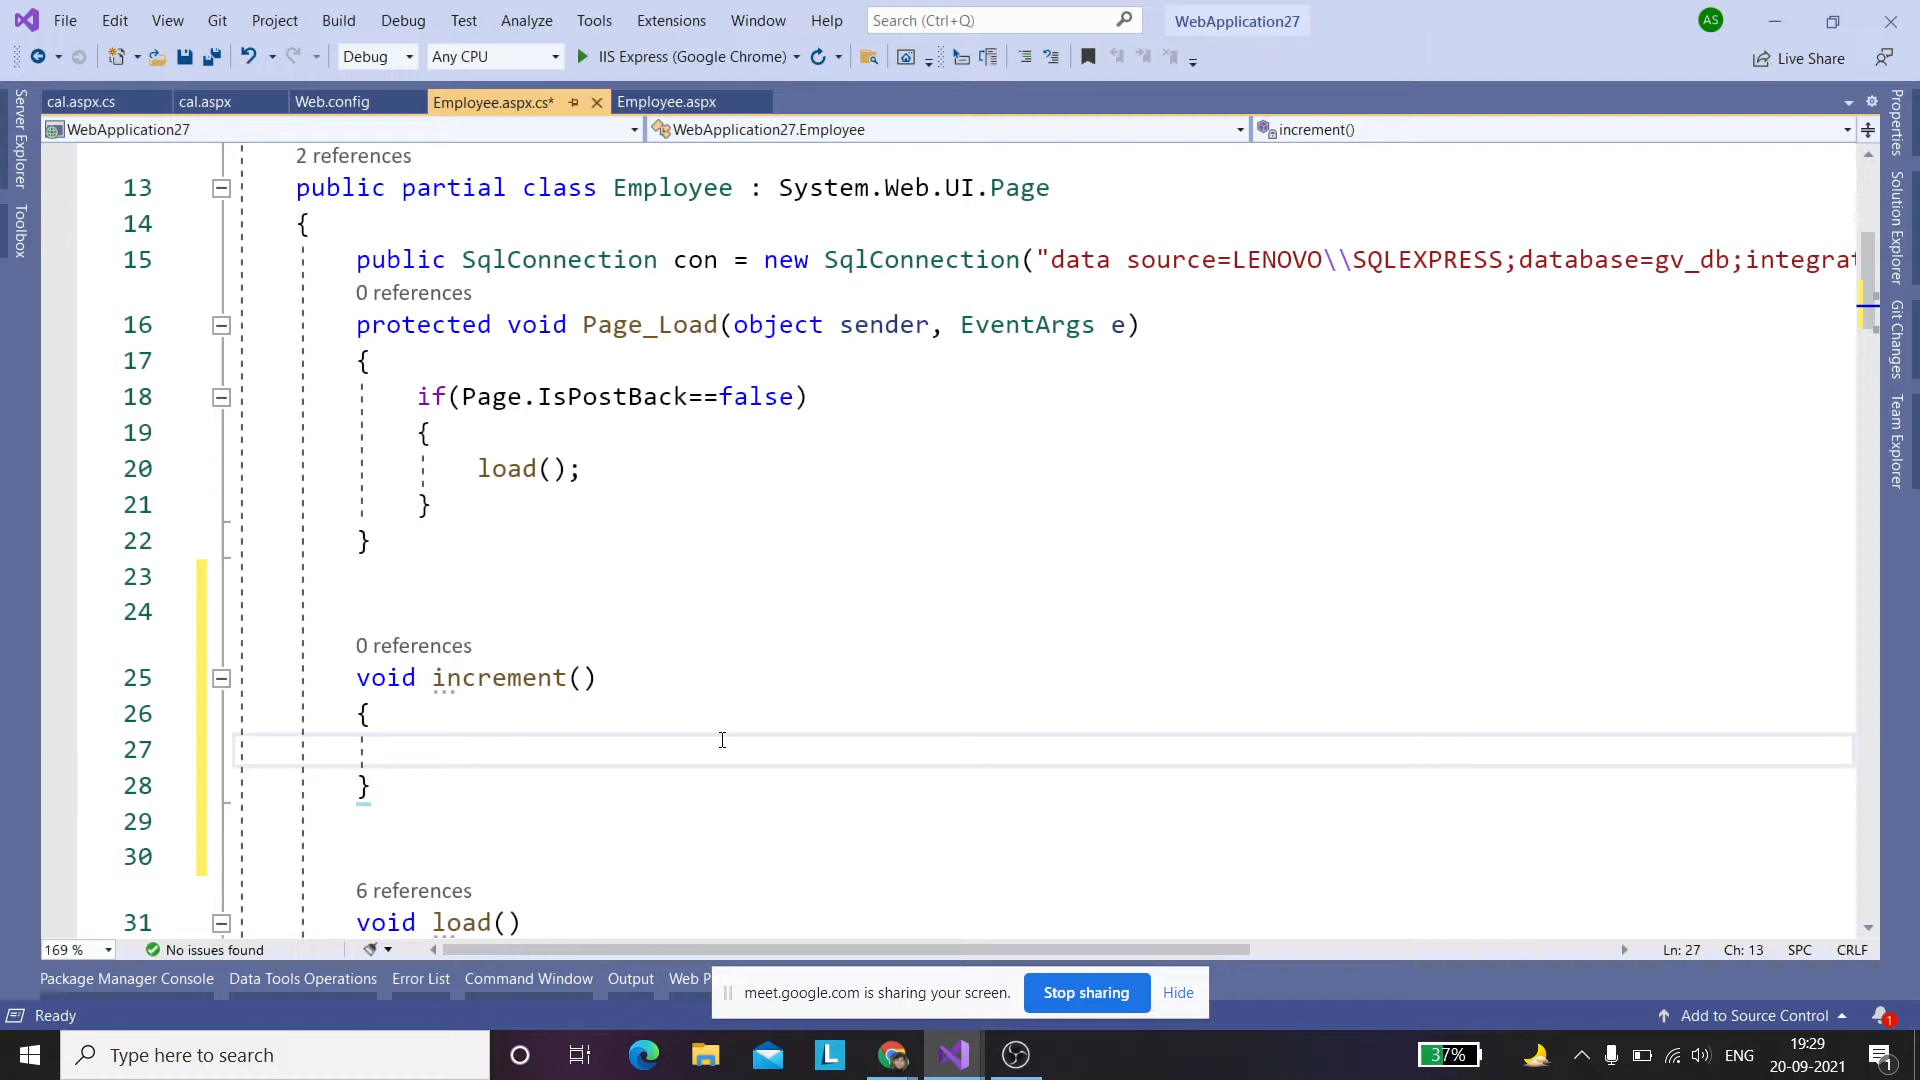 File Edit View Git Project Build Debug Test Analyze Tools Extensions Window Help Search (Ctrl+Q) WebApplication27 AS
Debug Any CPU IIS Express (Google Chrome) Live Share
cal.aspx.cs cal.aspx Web.config Employee.aspx.cs* Employee.aspx
WebApplication27 WebApplication27.Employee increment()
Server Explorer
Toolbox
Properties
Solution Explorer
Git Changes
Team Explorer
2 references
13 public partial class Employee : System.Web.UI.Page
14 {
15 public SqlConnection con = new SqlConnection("data source=LENOVO\\SQLEXPRESS;database=gv_db;integrat
0 references
16 protected void Page_Load(object sender, EventArgs e)
17 {
18 if(Page.IsPostBack==false)
19 {
20 load();
21 }
22 }
23
24
0 references
25 void increment()
26 {
27
28 }
29
30
6 references
31 void load()
169 % No issues found Ln: 27 Ch: 13 SPC CRLF
Package Manager Console Data Tools Operations Error List Command Window Output Web P
meet.google.com is sharing your screen. Stop sharing Hide
Ready Add to Source Control 1
Type here to search L 37% ENG 19:29
20-09-2021 1